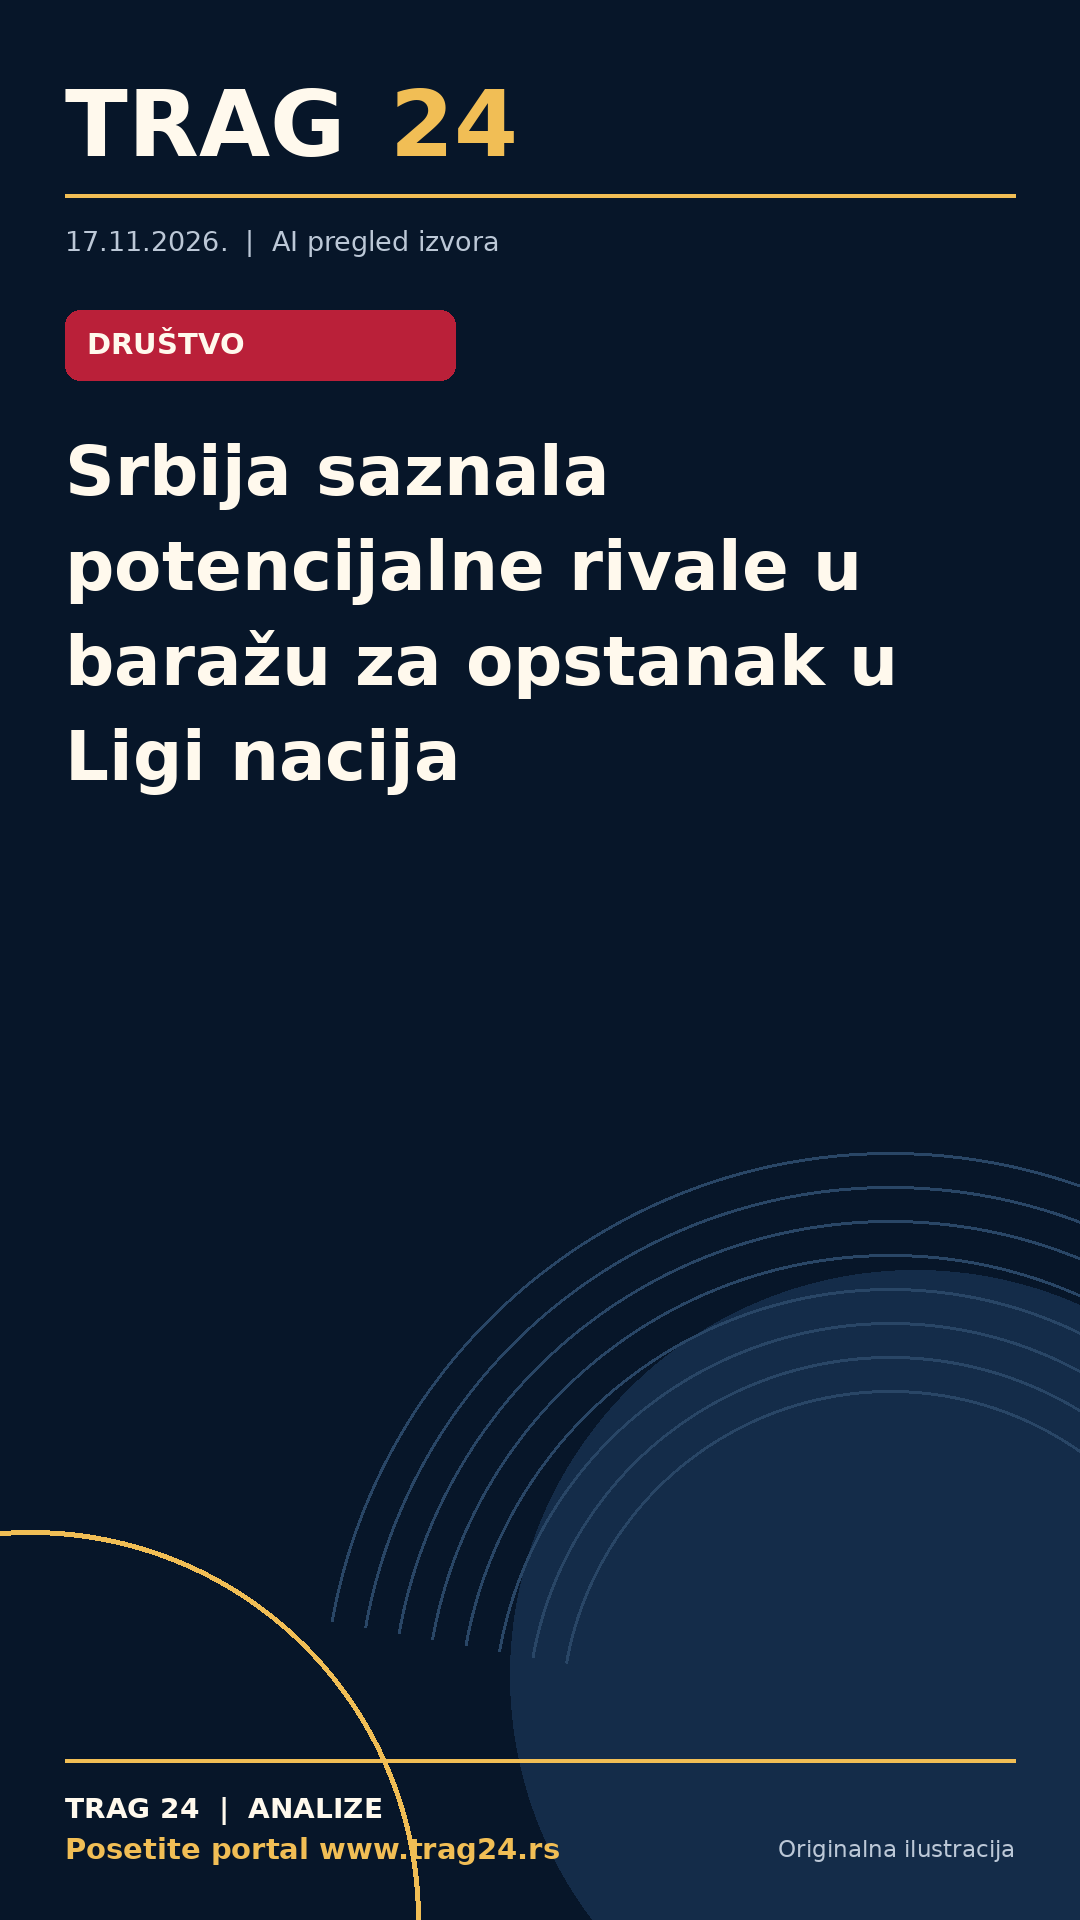 TRAG 24
17.11.2026. | AI pregled izvora
DRUŠTVO
Srbija saznala
potencijalne rivale u
baražu za opstanak u
Ligi nacija
TRAG 24 | ANALIZE
Posetite portal www.trag24.rs
Originalna ilustracija